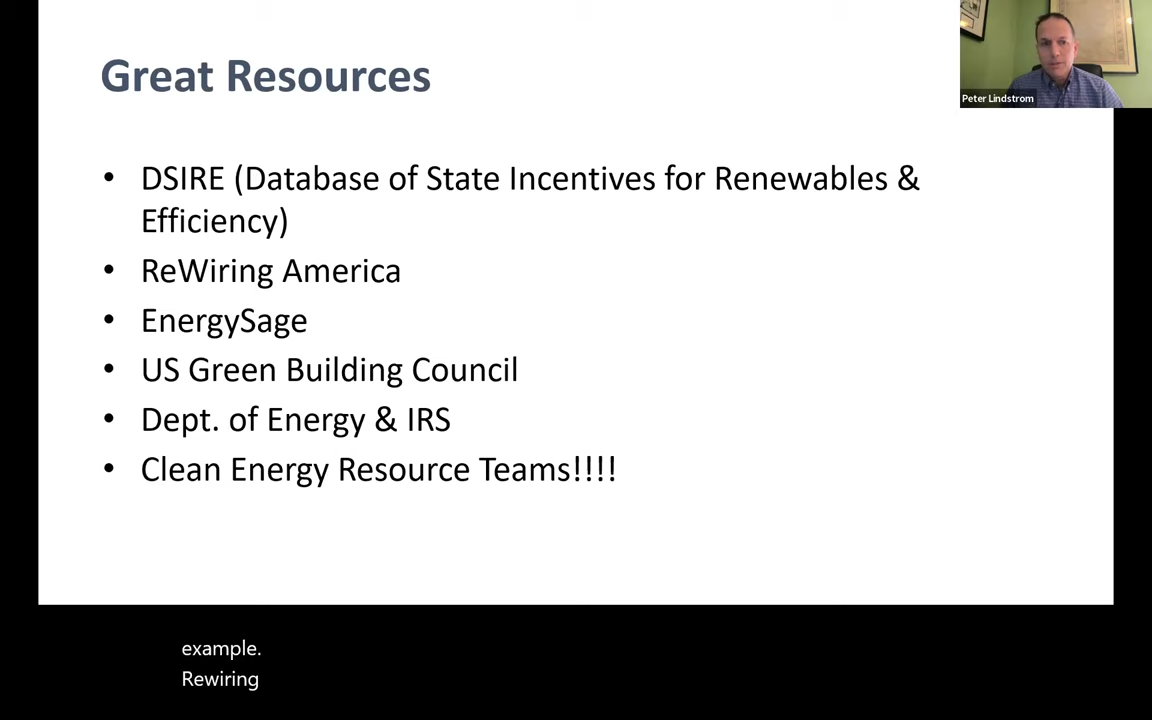 Great Resources
Peter Lindstrom
• DSIRE (Database of State Incentives for Renewables &
Efficiency)
• ReWiring America
• EnergySage
• US Green Building Council
• Dept. of Energy & IRS
• Clean Energy Resource Teams!!!!
example.
Rewiring